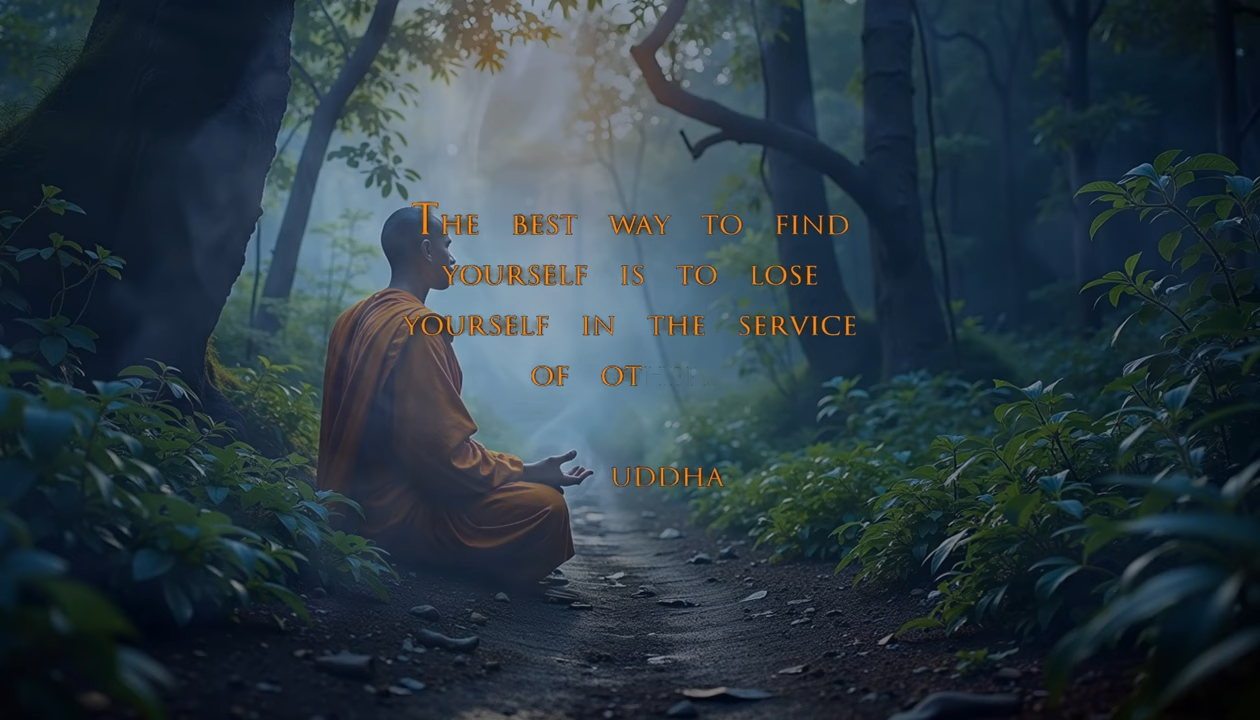 The best way to find
yourself is to lose
yourself in the service
of ot
uddha